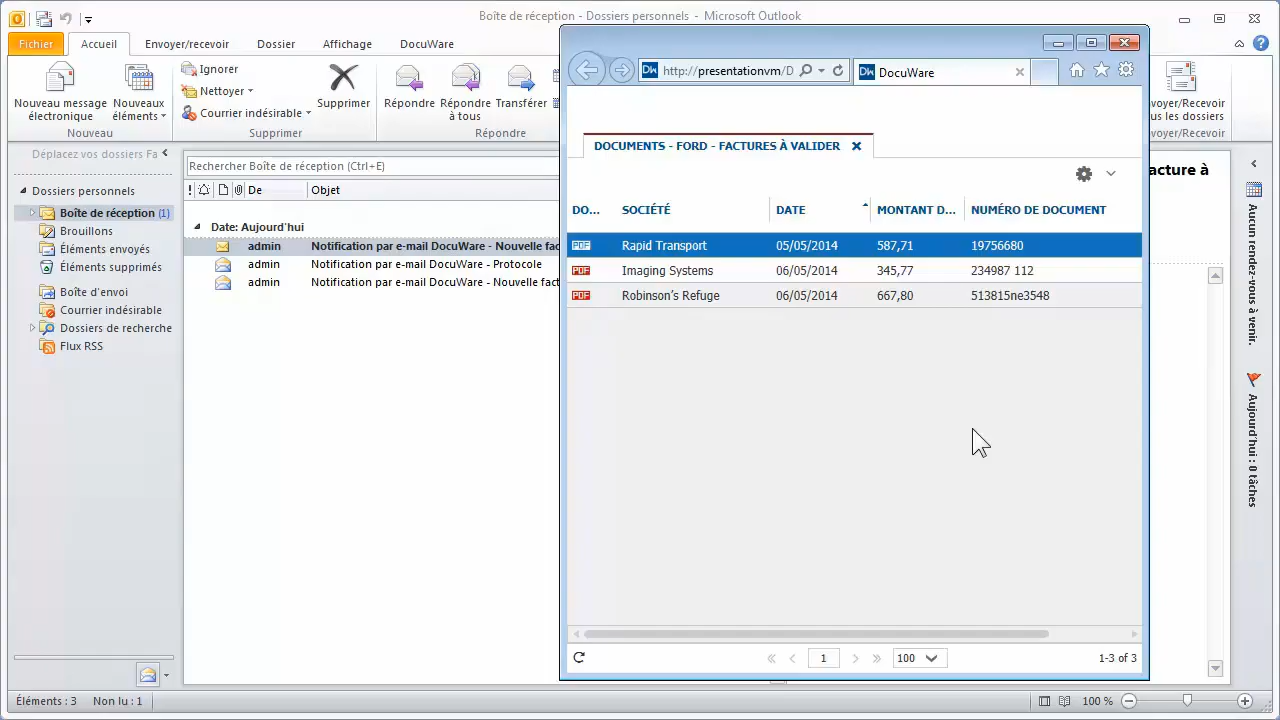 Boîte de réception - Dossiers personnels - Microsoft Outlook
Fichier
Accueil
Envoyer/recevoir
Dossier
Affichage
DocuWare
Nouveau message électronique
Nouveaux éléments
Nouveau
Ignorer
Nettoyer
Courrier indésirable
Supprimer
Supprimer
Répondre
Répondre à tous
Transférer
Répondre
voyer/Recevoir
us les dossiers
voyer/Recevoir
Déplacez vos dossiers Fa
Dossiers personnels
Boîte de réception (1)
Brouillons
Éléments envoyés
Éléments supprimés
Boîte d'envoi
Courrier indésirable
Dossiers de recherche
Flux RSS
Rechercher Boîte de réception (Ctrl+E)
De
Objet
Date: Aujourd'hui
admin Notification par e-mail DocuWare - Nouvelle fac
admin Notification par e-mail DocuWare - Protocole
admin Notification par e-mail DocuWare - Nouvelle fact
http://presentationvm/D
DW DocuWare
DOCUMENTS - FORD - FACTURES À VALIDER
DO... SOCIÉTÉ DATE MONTANT D... NUMÉRO DE DOCUMENT
PDF Rapid Transport 05/05/2014 587,71 19756680
PDF Imaging Systems 06/05/2014 345,77 234987 112
PDF Robinson's Refuge 06/05/2014 667,80 513815ne3548
1
100
1-3 of 3
acture à
Aucun rendez-vous à venir.
Aujourd'hui : 0 tâches
Éléments : 3 Non lu : 1
100 %